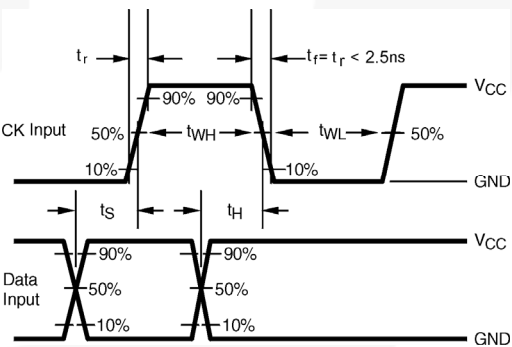 tr
tf = tr < 2.5ns
VCC
90% 90%
CK Input 50% tWH tWL 50%
10% 10%
GND
tS tH
VCC
90% 90%
Data
Input
50% 50%
10% 10%
GND